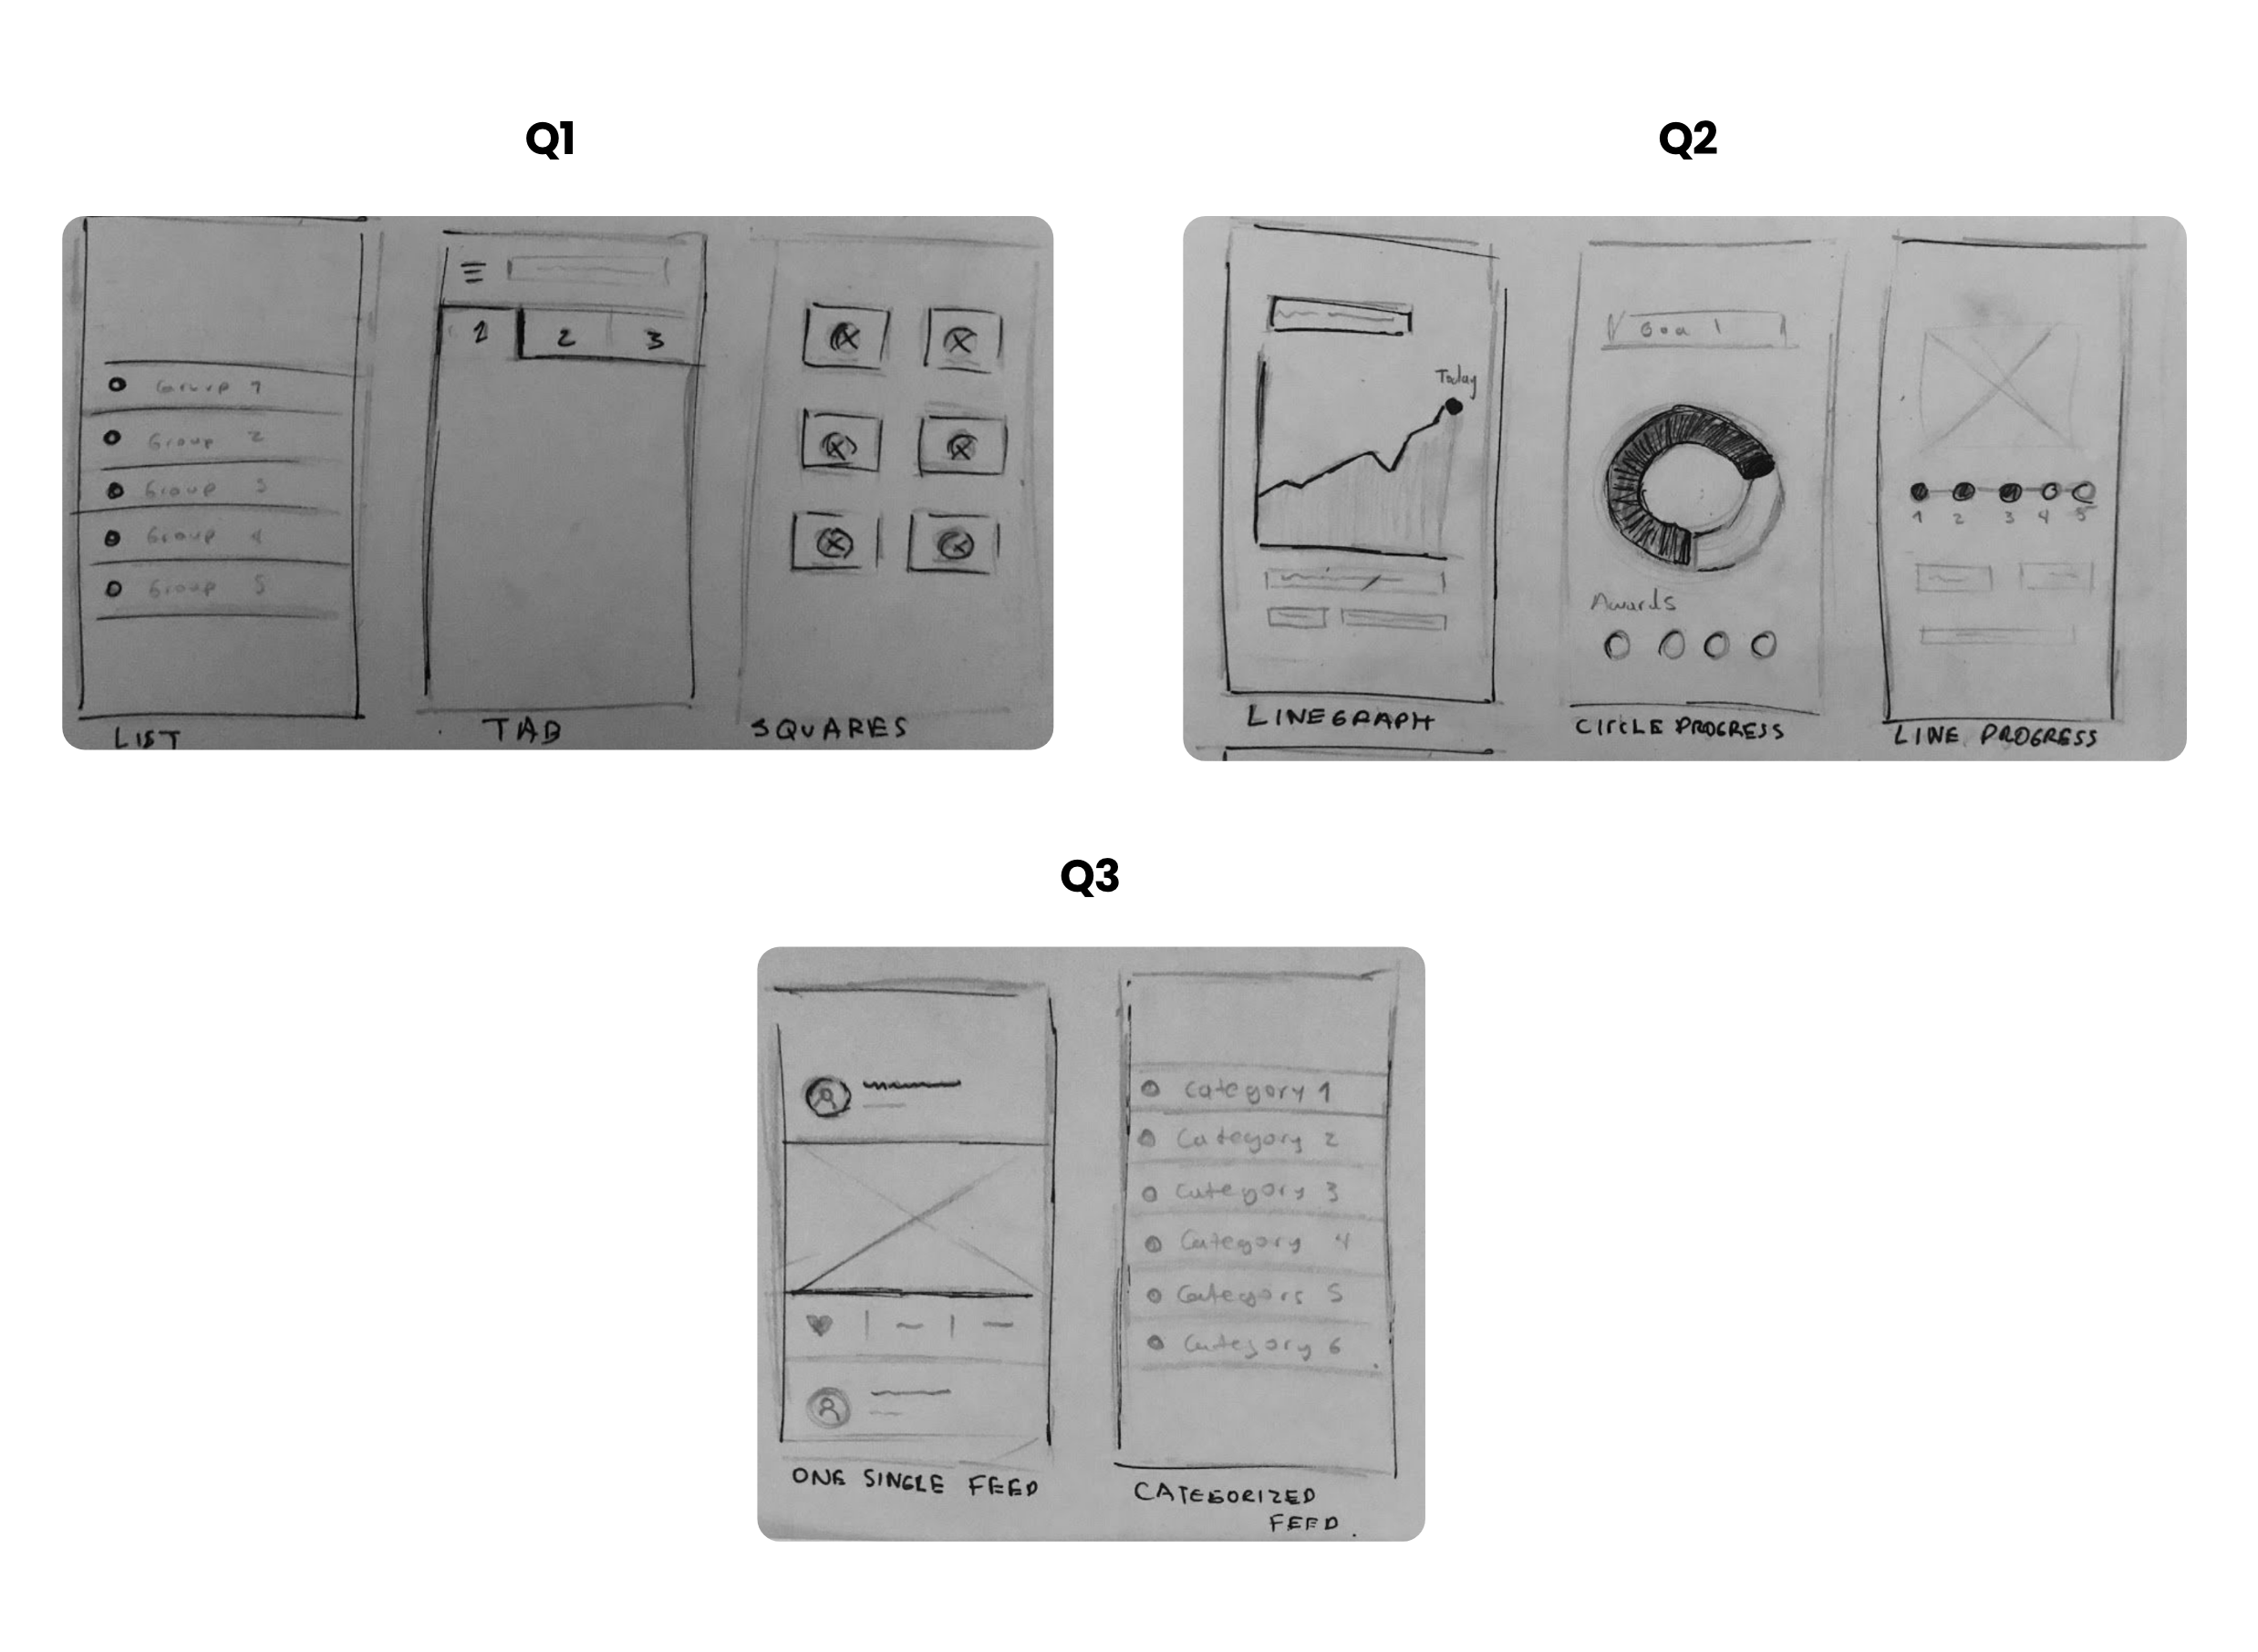 Q1
Group 1
Group 2
Group 3
Group 4
Group 5
LIST
1 2 3
TAB
SQUARES
Q2
Today
LINEGRAPH
Goal
Awards
CIRCLE PROGRESS
1 2 3 4 5
LINE PROGRESS
Q3
ONE SINGLE FEED
Category 1
Category 2
Category 3
Category 4
Category 5
Category 6
CATEGORIZED
FEED.